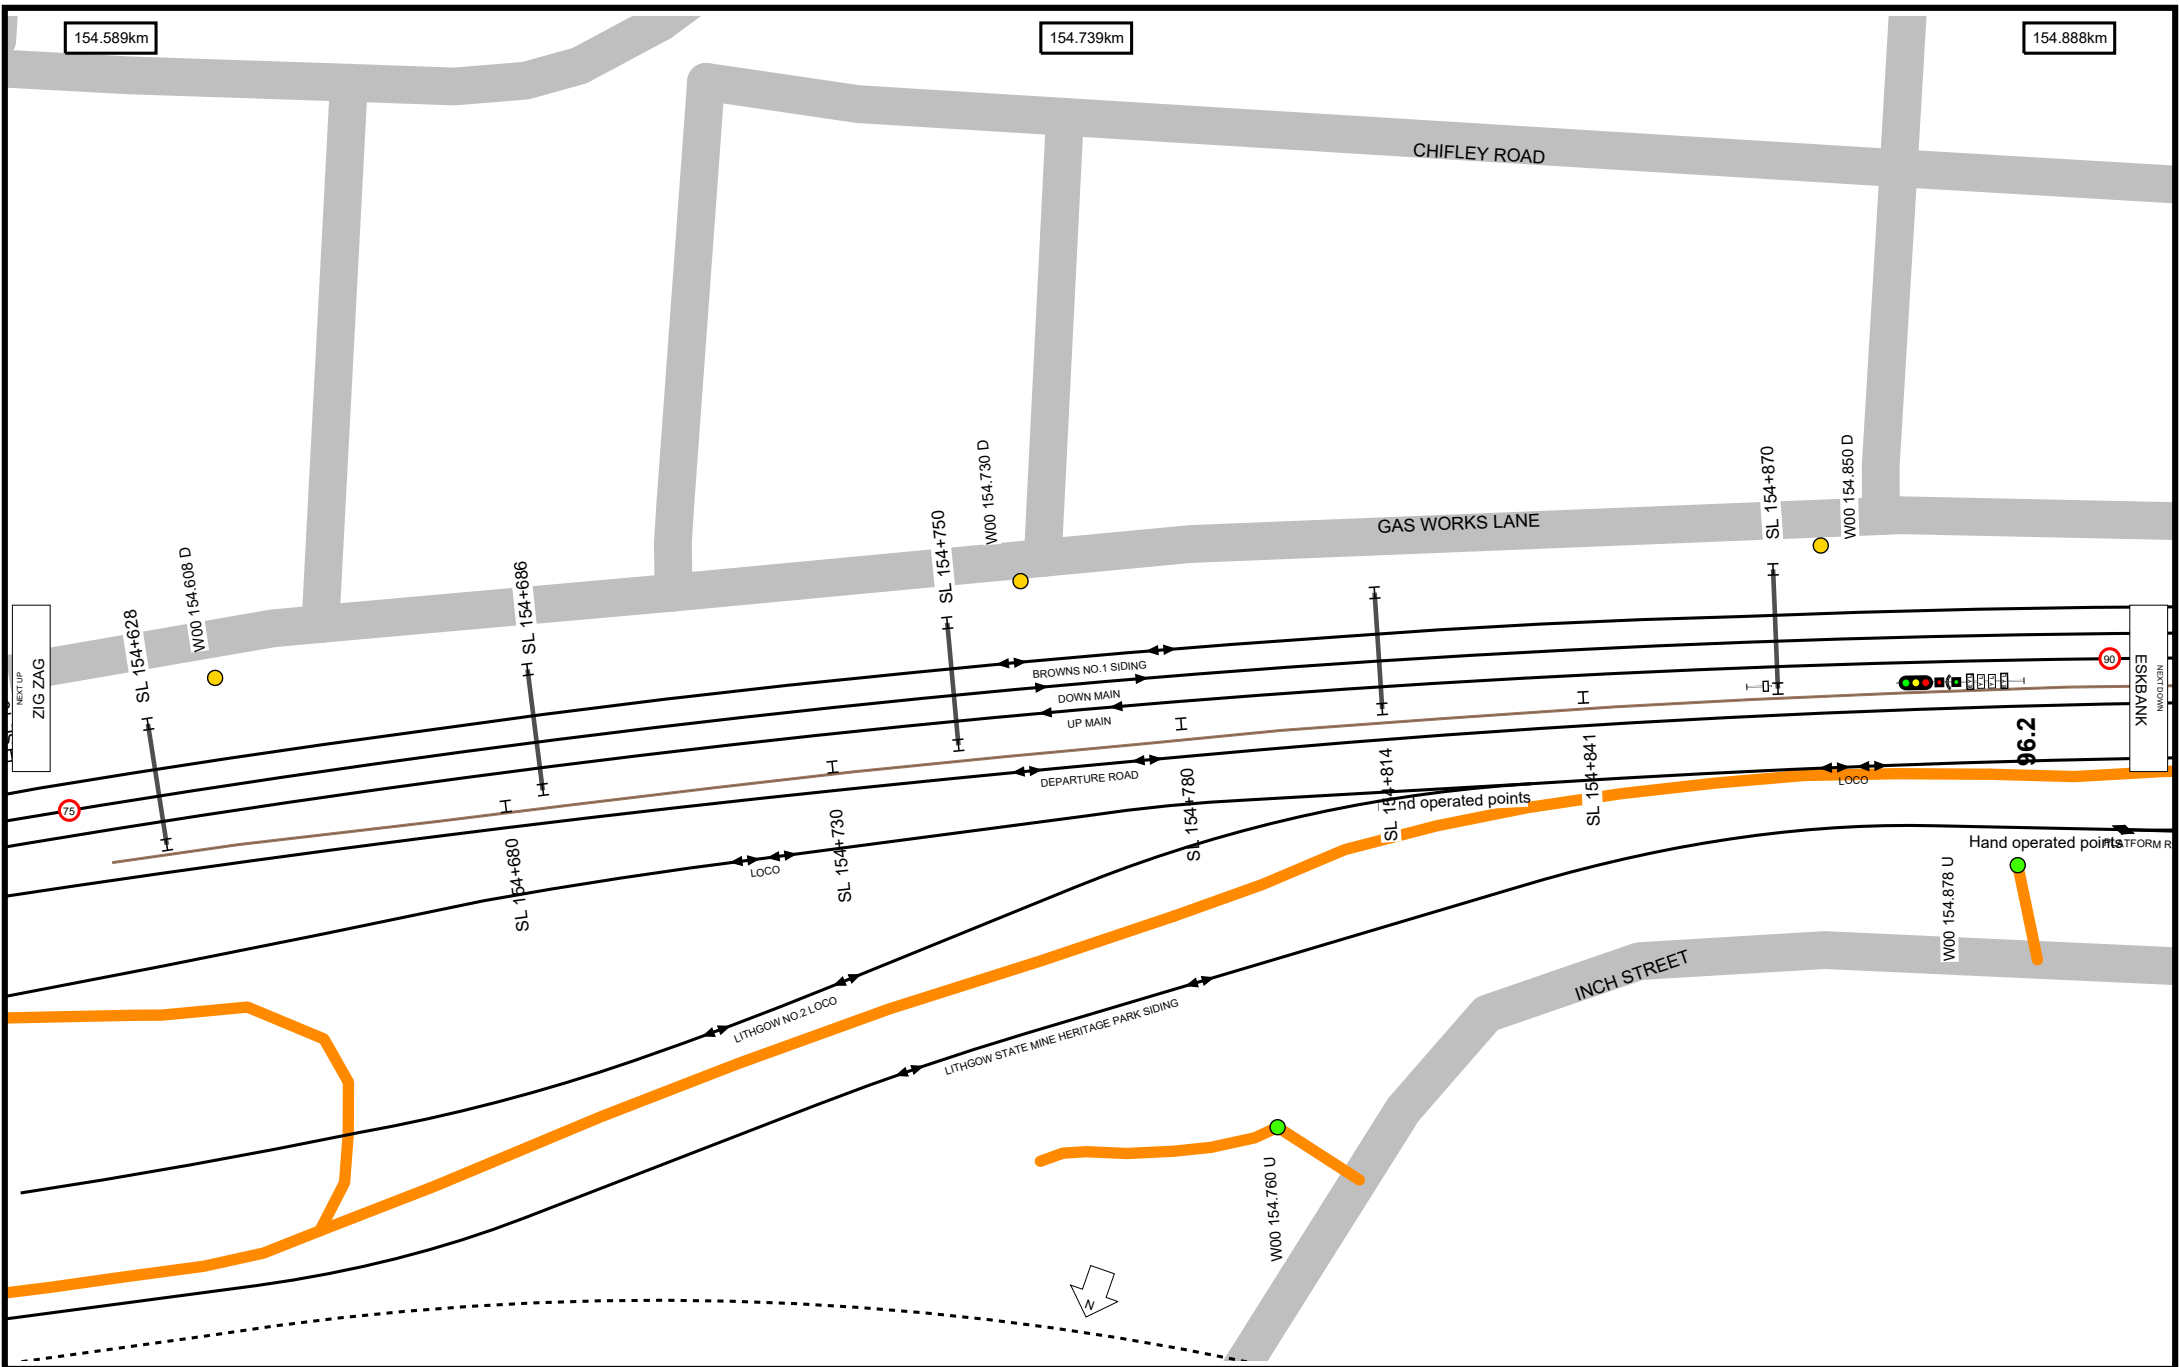 154.589km
154.739km
154.888km
CHIFLEY ROAD
GAS WORKS LANE
W00 154.608 D
W00 154.730 D
W00 154.850 D
SL 154+628
SL 154+686
SL 154+750
SL 154+870
NEXT UP
ZIG ZAG
BROWNS NO.1 SIDING
DOWN MAIN
UP MAIN
DEPARTURE ROAD
90
75
ESKBANK
NEXT DOWN
96.2
SL 154+680
SL 154+730
SL 154+780
SL 154+814
SL 154+841
nd operated points
LOCO
LOCO
Hand operated points
PLATFORM R
W00 154.878 U
INCH STREET
LITHGOW NO.2 LOCO
LITHGOW STATE MINE HERITAGE PARK SIDING
W00 154.760 U
N